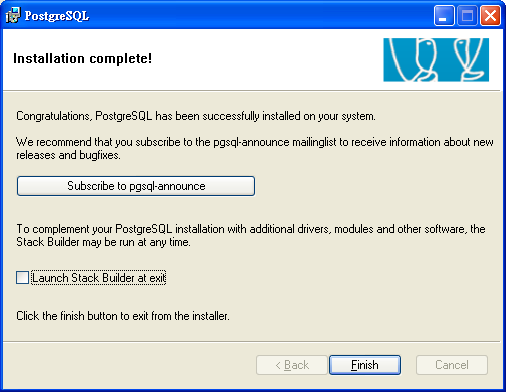 PostgreSQL
Installation complete!
Congratulations, PostgreSQL has been successfully installed on your system.
We recommend that you subscribe to the pgsql-announce mailinglist to receive information about new
releases and bugfixes.
Subscribe to pgsql-announce
To complement your PostgreSQL installation with additional drivers, modules and other software, the
Stack Builder may be run at any time.
Launch Stack Builder at exit
Click the finish button to exit from the installer.
< Back Finish Cancel